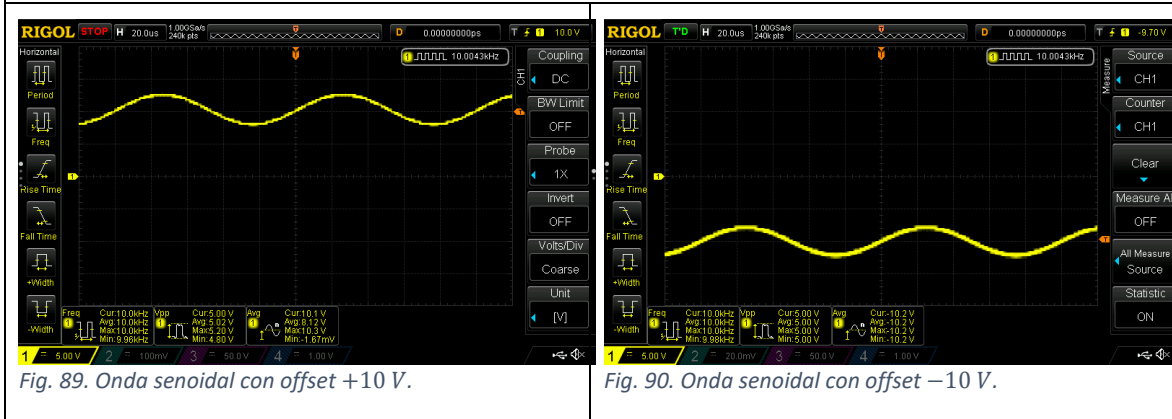 RIGOL STOP H 20.0us 1.00GSa/s 240k pts D 0.00000000ps T 1 10.0 V
Horizontal
1 10.0043kHz
Period
Freq
Rise Time
Fall Time
+Width
-Width
CH1
Coupling
DC
BW Limit
OFF
Probe
1X
Invert
OFF
Volts/Div
Coarse
Unit
[V]
Freq Cur:10.0kHz Avg:10.0kHz Max:10.0kHz Min:9.96kHz
Vpp Cur:5.00 V Avg:5.02 V Max:5.20 V Min:4.80 V
Avg Cur:10.1 V Avg:8.12 V Max:10.3 V Min:-1.67mV
1 = 5.00 V 2 = 100mV 3 = 50.0 V 4 = 1.00 V
Fig. 89. Onda senoidal con offset +10 V.
RIGOL T'D H 20.0us 1.00GSa/s 240k pts D 0.00000000ps T 1 -9.70 V
Horizontal
1 10.0043kHz
Period
Freq
Rise Time
Fall Time
+Width
-Width
Measure
Source
CH1
Counter
CH1
Clear
Measure Al
OFF
All Measure
Source
Statistic
ON
Freq Cur:10.0kHz Avg:10.0kHz Max:10.0kHz Min:9.98kHz
Vpp Cur:5.00 V Avg:5.00 V Max:5.00 V Min:5.00 V
Avg Cur:-10.2 V Avg:-10.2 V Max:-10.2 V Min:-10.2 V
1 = 5.00 V 2 = 20.0mV 3 = 50.0 V 4 = 1.00 V
Fig. 90. Onda senoidal con offset −10 V.